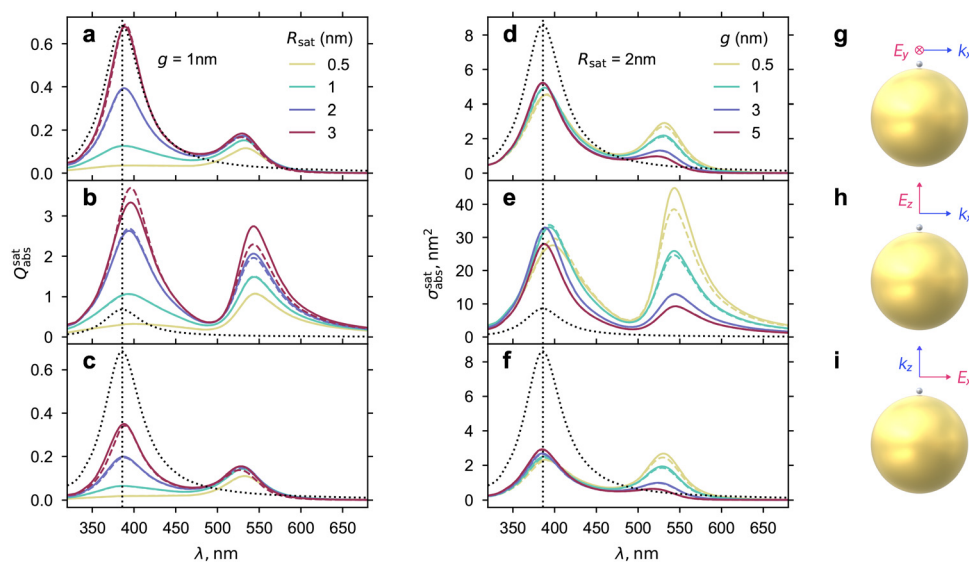 a
g = 1nm
R_sat (nm)
0.5
1
2
3
0.6
0.4
0.2
0.0
b
3
2
1
0
Q_abs^sat
c
0.6
0.4
0.2
0.0
350 400 450 500 550 600 650
λ, nm
d
R_sat = 2nm
g (nm)
0.5
1
3
5
8
6
4
2
0
e
40
30
20
10
0
σ_abs^sat, nm²
f
8
6
4
2
0
350 400 450 500 550 600 650
λ, nm
g
E_y ⊗ k_x
h
E_z
k_x
i
k_z
E_x